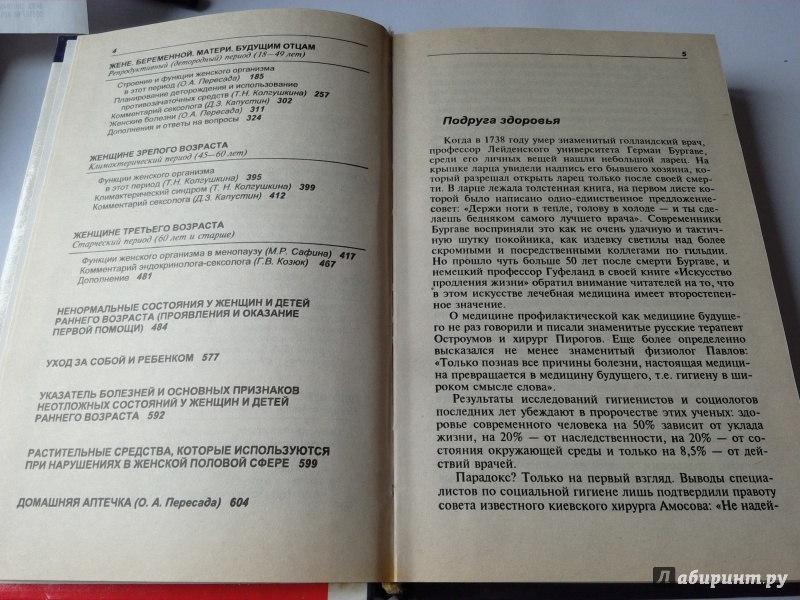 4
ЖЕНЕ. БЕРЕМЕННОЙ. МАТЕРИ. БУДУЩИМ ОТЦАМ
Репродуктивный (детородный) период (18—49 лет)
Строение и функции женского организма
в этот период (О.А. Пересада) 185
Планирование деторождения и использование
противозачаточных средств (Т.Н. Колгушкина) 257
Комментарий сексолога (Д.З. Капустин) 302
Женские болезни (О.А. Пересада) 311
Дополнения и ответы на вопросы 324
ЖЕНЩИНЕ ЗРЕЛОГО ВОЗРАСТА
Климактерический период (45—60 лет)
Функции женского организма
в этот период (Т.Н. Колгушкина) 395
Климактерический синдром (Т. Н. Колгушкина) 399
Комментарий сексолога (Д.З. Капустин) 412
ЖЕНЩИНЕ ТРЕТЬЕГО ВОЗРАСТА
Старческий период (60 лет и старше)
Функции женского организма в менопаузу (М.Р. Сафина) 417
Комментарий эндокринолога-сексолога (Г.В. Козюк) 467
Дополнение 481
НЕНОРМАЛЬНЫЕ СОСТОЯНИЯ У ЖЕНЩИН И ДЕТЕЙ
РАННЕГО ВОЗРАСТА (ПРОЯВЛЕНИЯ И ОКАЗАНИЕ
ПЕРВОЙ ПОМОЩИ) 484
УХОД ЗА СОБОЙ И РЕБЕНКОМ 577
УКАЗАТЕЛЬ БОЛЕЗНЕЙ И ОСНОВНЫХ ПРИЗНАКОВ
НЕОТЛОЖНЫХ СОСТОЯНИЙ У ЖЕНЩИН И ДЕТЕЙ
РАННЕГО ВОЗРАСТА 592
РАСТИТЕЛЬНЫЕ СРЕДСТВА, КОТОРЫЕ ИСПОЛЬЗУЮТСЯ
ПРИ НАРУШЕНИЯХ В ЖЕНСКОЙ ПОЛОВОЙ СФЕРЕ 599
ДОМАШНЯЯ АПТЕЧКА (О. А. Пересада) 604
5
Подруга здоровья
Когда в 1738 году умер знаменитый голландский врач,
профессор Лейденского университета Герман Бургаве,
среди его личных вещей нашли небольшой ларец. На
крышке ларца увидели надпись его бывшего хозяина, ко-
торый разрешал открыть ларец только после своей смер-
ти. В ларце лежала толстенная книга, на первом листе кото-
рой было написано одно-единственное предложение-
совет: «Держи ноги в тепле, голову в холоде — и ты сде-
лаешь бедняком самого лучшего врача». Современники
Бургаве восприняли это как не очень удачную и тактич-
ную шутку покойника, как издевку светилы над более
скромными и посредственными коллегами по гильдии.
Но прошло чуть больше 50 лет после смерти Бургаве, и
немецкий профессор Гуфеланд в своей книге «Искусство
продления жизни» обратил внимание читателей на то, что
в этом искусстве лечебная медицина имеет второстепен-
ное значение.
О медицине профилактической как медицине будуще-
го не раз говорили и писали знаменитые русские терапевт
Остроумов и хирург Пирогов. Еще более определенно
высказался не менее знаменитый физиолог Павлов:
«Только познав все причины болезни, настоящая медици-
на превращается в медицину будущего, т.е. гигиену в ши-
роком смысле слова».
Результаты исследований гигиенистов и социологов
последних лет убеждают в пророчестве этих ученых: здо-
ровье современного человека на 50% зависит от уклада
жизни, на 20% — от наследственности, на 20% — от со-
стояния окружающей среды и только на 8,5% — от дей-
ствий врачей.
Парадокс? Только на первый взгляд. Выводы специа-
листов по социальной гигиене лишь подтвердили правоту
совета известного киевского хирурга Амосова: «Не надей-
Лабиринт.ру